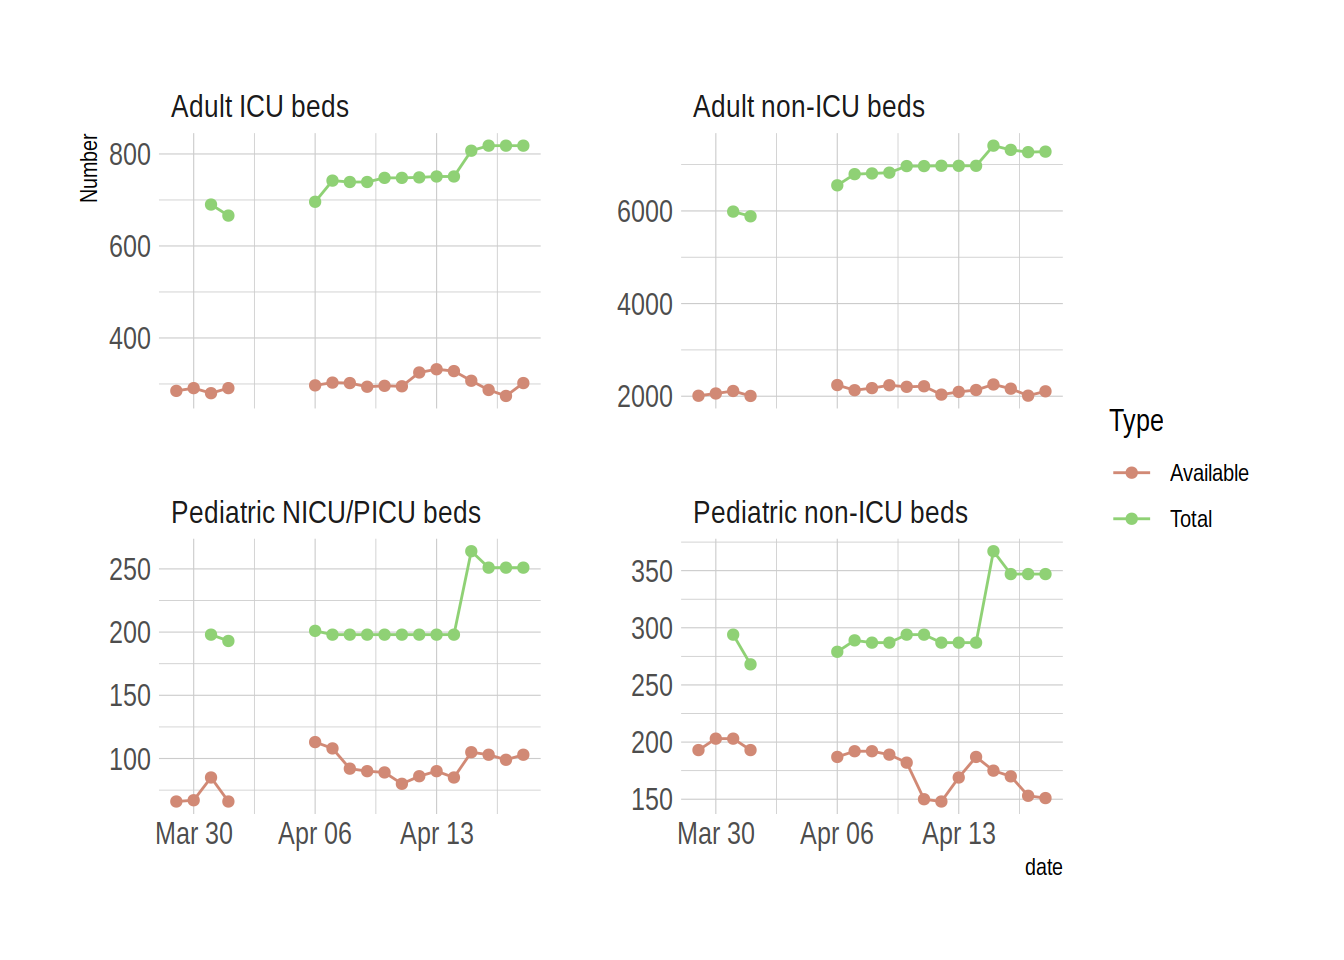 Adult ICU beds
Adult non-ICU beds
Number
800
600
400
6000
4000
2000
Type
Available
Total
Pediatric NICU/PICU beds
Pediatric non-ICU beds
250
200
150
100
350
300
250
200
150
Mar 30 Apr 06 Apr 13
Mar 30 Apr 06 Apr 13
date